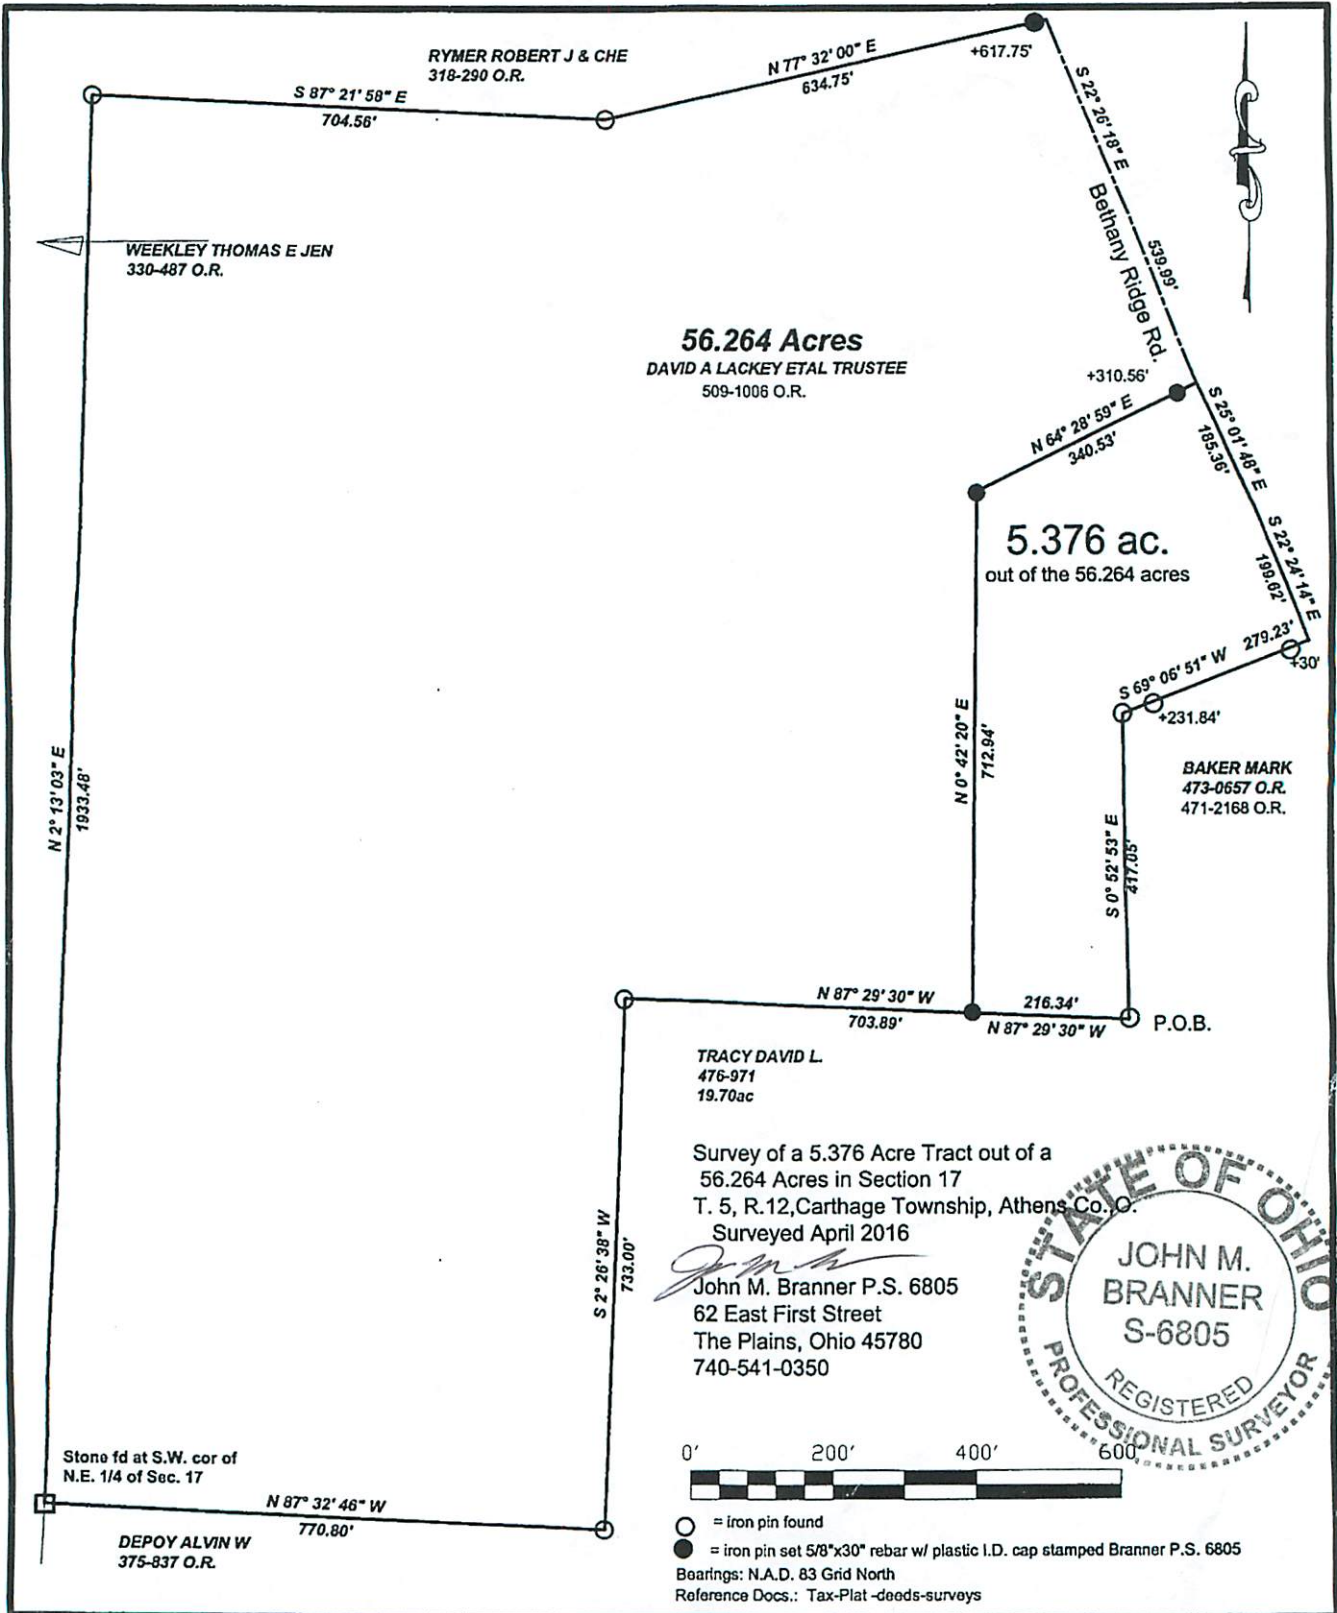 RYMER ROBERT J & CHE
318-290 O.R.
S 87° 21' 58" E
704.56'
N 77° 32' 00" E
634.75'
+617.75'
S 22° 26' 18" E
539.99'
Bethany Ridge Rd.
WEEKLEY THOMAS E JEN
330-487 O.R.
56.264 Acres
DAVID A LACKEY ETAL TRUSTEE
509-1006 O.R.
+310.56'
N 64° 28' 59" E
340.53'
S 25° 01' 48" E
185.36'
5.376 ac.
out of the 56.264 acres
S 22° 24' 14" E
199.62'
279.23'
S 69° 06' 51" W
+30'
+231.84'
N 2° 13' 03" E
1933.48'
N 0° 42' 20" E
712.94'
BAKER MARK
473-0657 O.R.
471-2168 O.R.
S 0° 52' 53" E
417.05'
N 87° 29' 30" W
703.89'
216.34'
N 87° 29' 30" W
P.O.B.
TRACY DAVID L.
476-971
19.70ac
S 2° 26' 38" W
733.00'
Survey of a 5.376 Acre Tract out of a
56.264 Acres in Section 17
T. 5, R.12,Carthage Township, Athens Co.,O.
Surveyed April 2016
John M. Branner P.S. 6805
62 East First Street
The Plains, Ohio 45780
740-541-0350
STATE OF OHIO
JOHN M.
BRANNER
S-6805
REGISTERED
PROFESSIONAL SURVEYOR
Stone fd at S.W. cor of
N.E. 1/4 of Sec. 17
N 87° 32' 46" W
770.80'
DEPOY ALVIN W
375-837 O.R.
0' 200' 400' 600'
= iron pin found
= iron pin set 5/8"x30" rebar w/ plastic I.D. cap stamped Branner P.S. 6805
Bearings: N.A.D. 83 Grid North
Reference Docs.: Tax-Plat -deeds-surveys